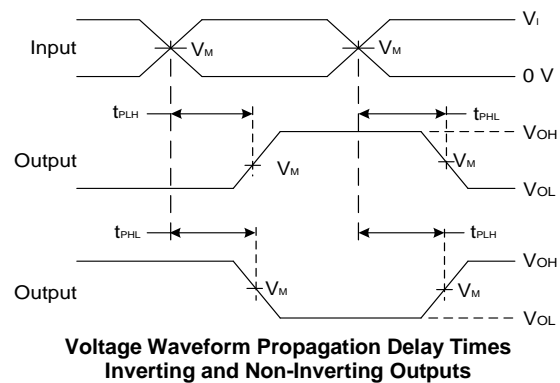 Input
VM
VM
VI
0 V
tPLH
tPHL
Output
VM
VM
VOH
VOL
tPHL
tPLH
Output
VM
VM
VOH
VOL
Voltage Waveform Propagation Delay Times
Inverting and Non-Inverting Outputs